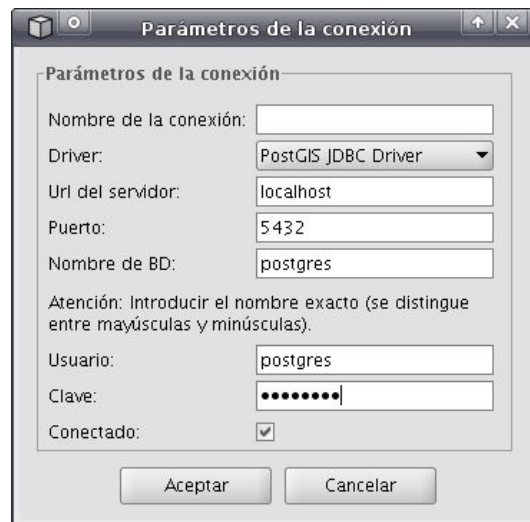 Parámetros de la conexión
Parámetros de la conexión
Nombre de la conexión:
Driver: PostGIS JDBC Driver
Url del servidor: localhost
Puerto: 5432
Nombre de BD: postgres
Atención: Introducir el nombre exacto (se distingue
entre mayúsculas y minúsculas).
Usuario: postgres
Clave: ••••••••
Conectado:
Aceptar Cancelar